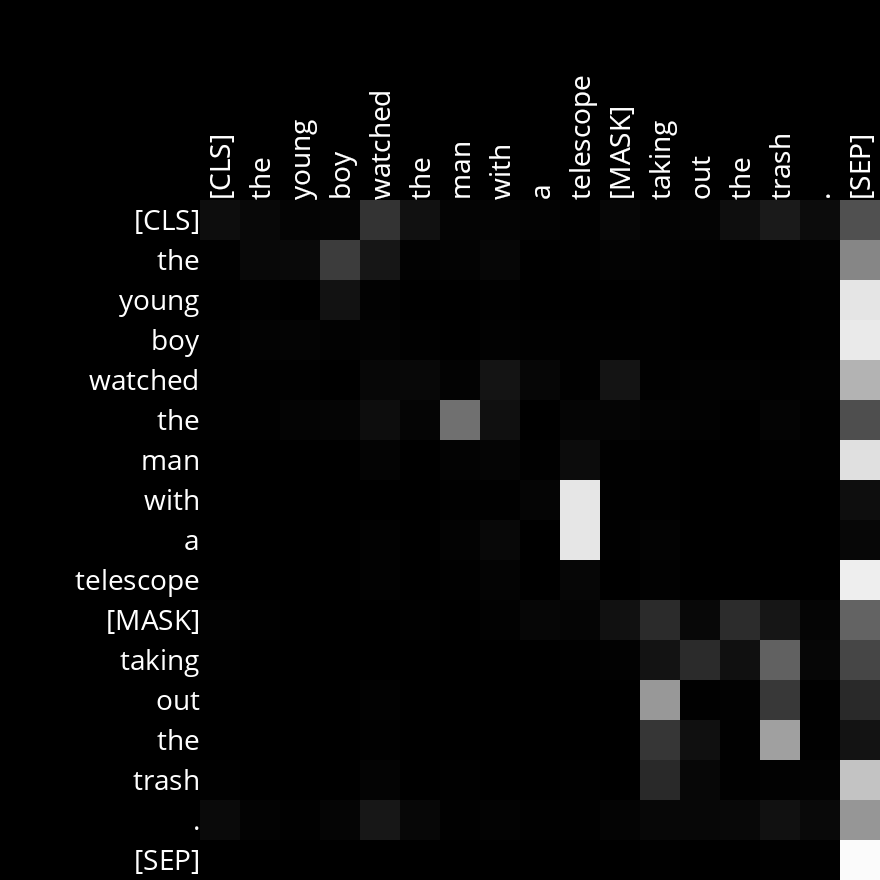 [CLS] the young boy watched the man with a telescope [MASK] taking out the trash . [SEP]
[CLS]
the
young
boy
watched
the
man
with
a
telescope
[MASK]
taking
out
the
trash
.
[SEP]